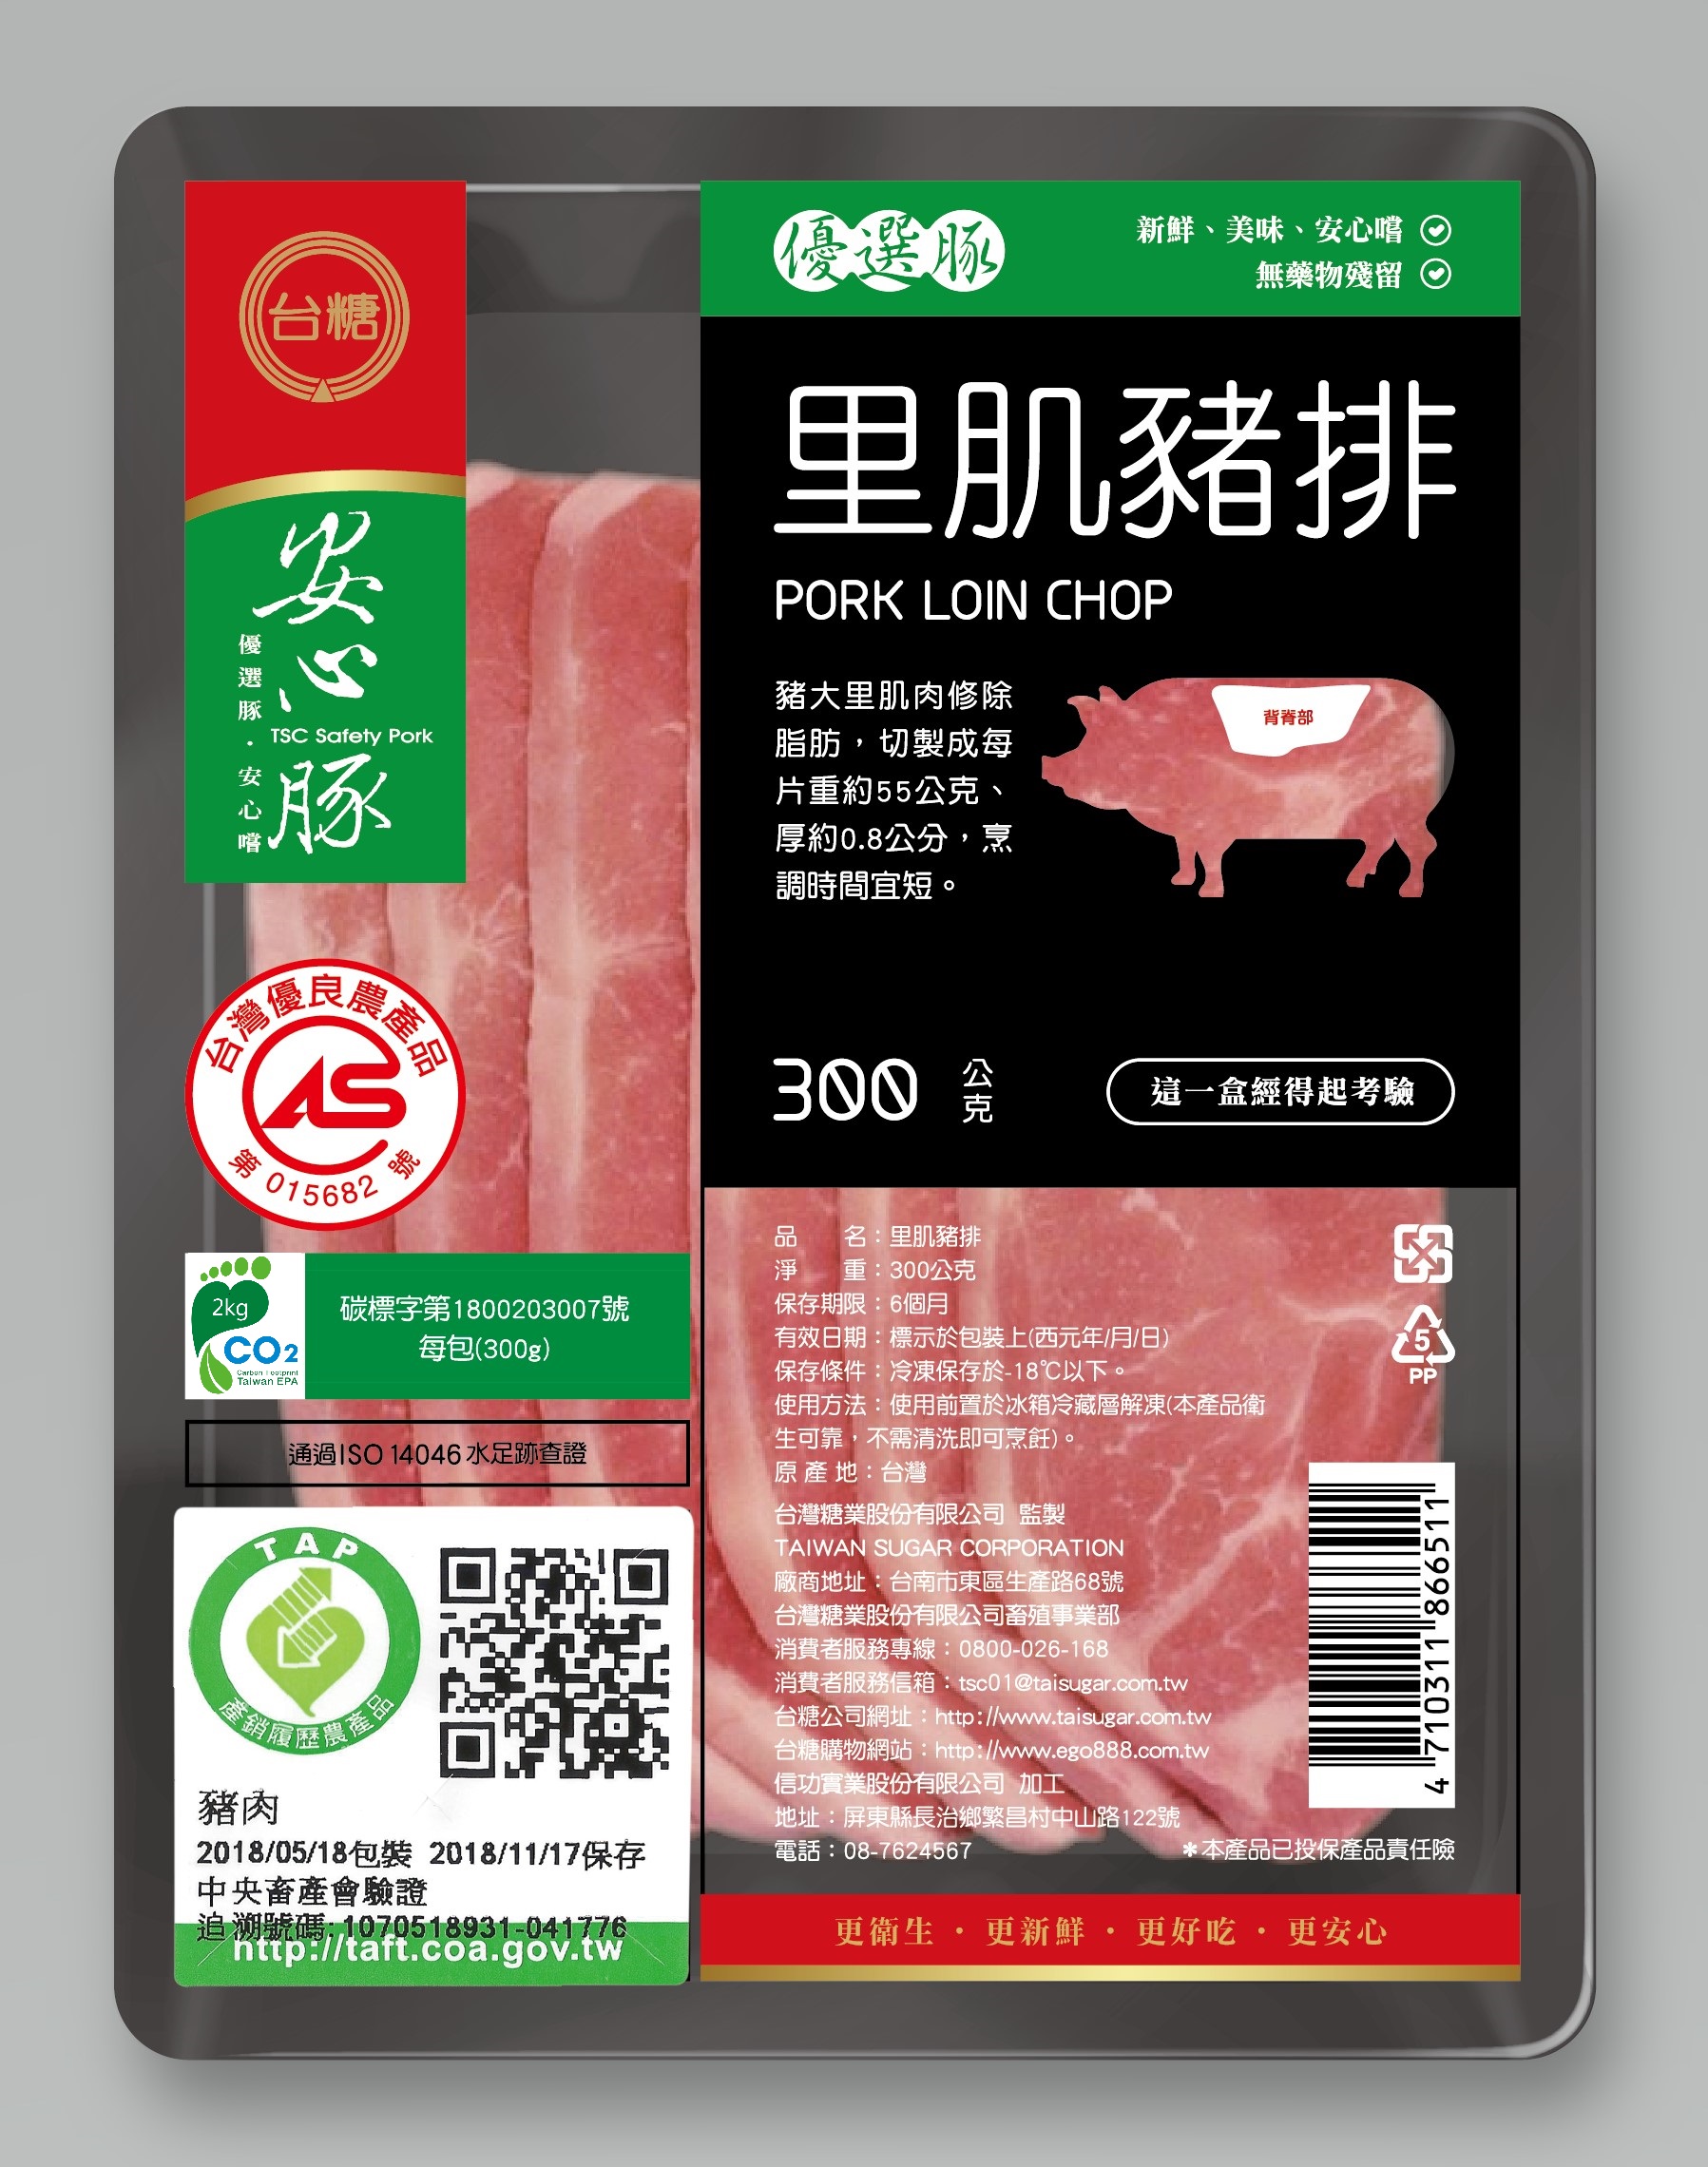 台糖
安心豚
TSC Safety Pork
優選豚・安心嚐
台灣優良農產品
CAS
第 015682 號
2kg
CO2
Carbon Footprint
Taiwan EPA
碳標字第1800203007號
每包(300g)
通過ISO 14046 水足跡查證
TAP
產銷履歷農產品
豬肉
2018/05/18包裝 2018/11/17保存
中央畜產會驗證
追溯號碼:1070518931-041776
http://taft.coa.gov.tw
優選豚
新鮮、美味、安心嚐
無藥物殘留
里肌豬排
PORK LOIN CHOP
豬大里肌肉修除
脂肪，切製成每
片重約55公克、
厚約0.8公分，烹
調時間宜短。
背脊部
300 公克
這一盒經得起考驗
品　　名：里肌豬排
淨　　重：300公克
保存期限：6個月
有效日期：標示於包裝上(西元年/月/日)
保存條件：冷凍保存於-18℃以下。
使用方法：使用前置於冰箱冷藏層解凍(本產品衛
生可靠，不需清洗即可烹飪)。
原 產 地：台灣
台灣糖業股份有限公司 監製
TAIWAN SUGAR CORPORATION
廠商地址：台南市東區生產路68號
台灣糖業股份有限公司畜殖事業部
消費者服務專線：0800-026-168
消費者服務信箱：tsc01@taisugar.com.tw
台糖公司網址：http://www.taisugar.com.tw
台糖購物網站：http://www.ego888.com.tw
信功實業股份有限公司 加工
地址：屏東縣長治鄉繁昌村中山路122號
電話：08-7624567
＊本產品已投保產品責任險
5
PP
4 710311 866511
更衛生・更新鮮・更好吃・更安心